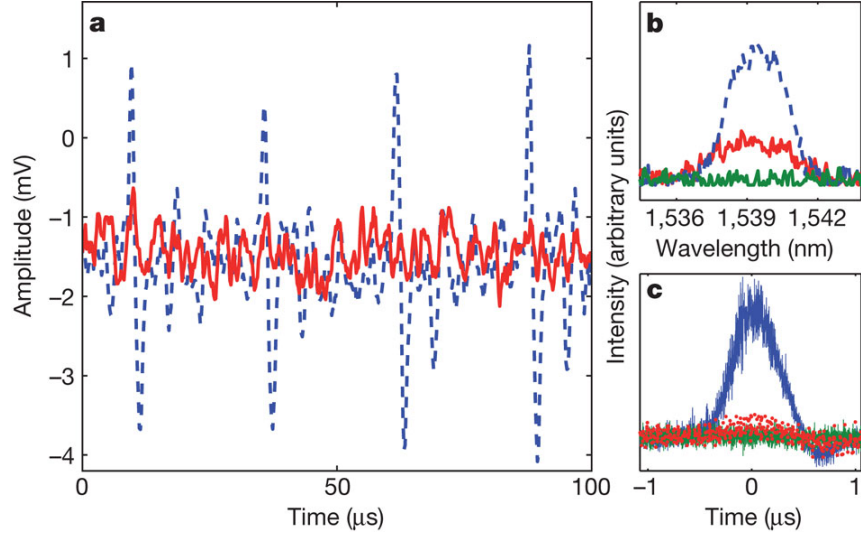 a
Amplitude (mV)
1
0
−1
−2
−3
−4
0
50
100
Time (µs)
Intensity (arbitrary units)
b
1,536
1,539
1,542
Wavelength (nm)
c
−1
0
1
Time (µs)